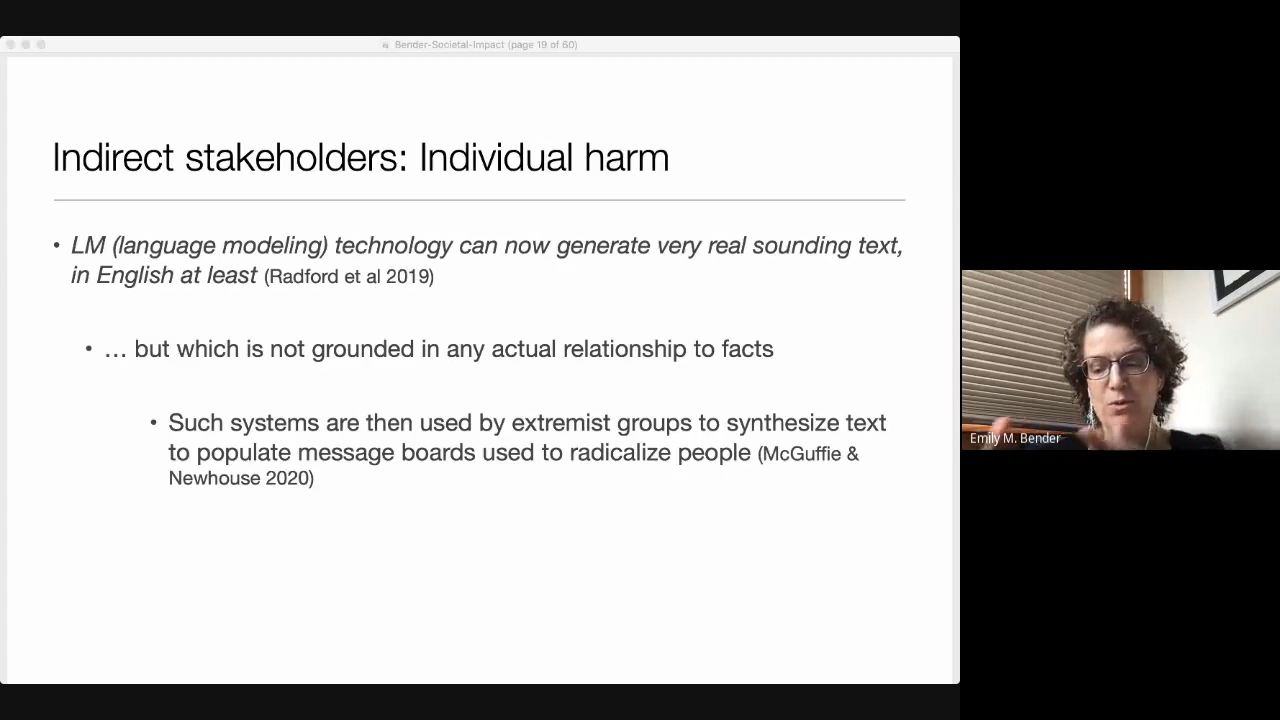 Bender-Societal-Impact (page 19 of 60)
Indirect stakeholders: Individual harm
• LM (language modeling) technology can now generate very real sounding text,
in English at least (Radford et al 2019)
• … but which is not grounded in any actual relationship to facts
• Such systems are then used by extremist groups to synthesize text
to populate message boards used to radicalize people (McGuffie &
Newhouse 2020)
Emily M. Bender